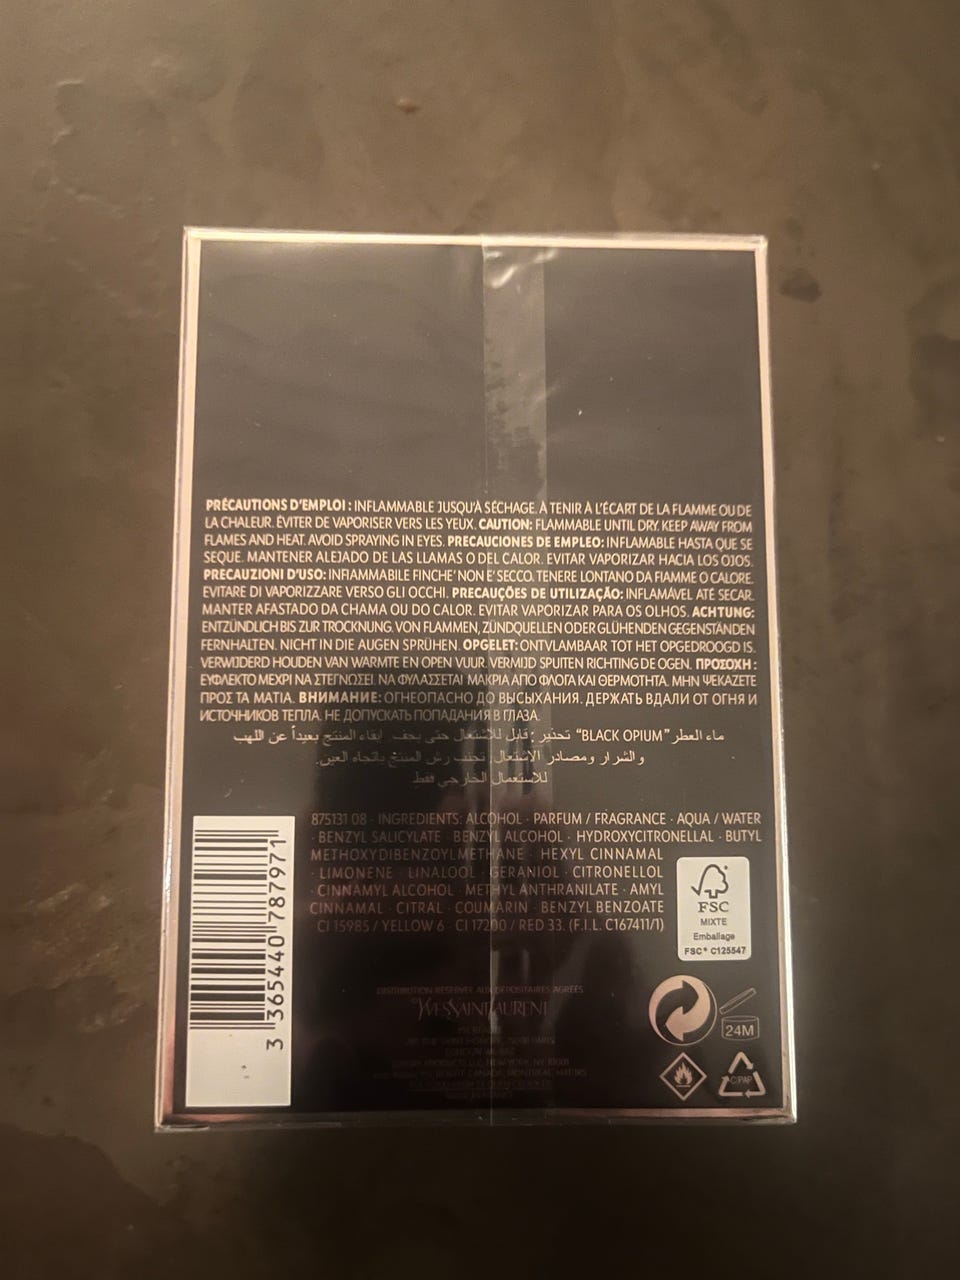 PRÉCAUTIONS D'EMPLOI : INFLAMMABLE JUSQU'À SÉCHAGE. À TENIR À L'ÉCART DE LA FLAMME OU DE
LA CHALEUR. ÉVITER DE VAPORISER VERS LES YEUX. CAUTION: FLAMMABLE UNTIL DRY. KEEP AWAY FROM
FLAMES AND HEAT. AVOID SPRAYING IN EYES. PRECAUCIONES DE EMPLEO: INFLAMABLE HASTA QUE SE
SEQUE. MANTENER ALEJADO DE LAS LLAMAS O DEL CALOR. EVITAR VAPORIZAR HACIA LOS OJOS.
PRECAUZIONI D'USO: INFIAMMABILE FINCHE' NON E' SECCO. TENERE LONTANO DA FIAMME O CALORE.
EVITARE DI VAPORIZZARE VERSO GLI OCCHI. PRECAUÇÕES DE UTILIZAÇÃO: INFLAMÁVEL ATÉ SECAR.
MANTER AFASTADO DA CHAMA OU DO CALOR. EVITAR VAPORIZAR PARA OS OLHOS. ACHTUNG:
ENTZÜNDLICH BIS ZUR TROCKNUNG. VON FLAMMEN, ZÜNDQUELLEN ODER GLÜHENDEN GEGENSTÄNDEN
FERNHALTEN. NICHT IN DIE AUGEN SPRÜHEN. OPGELET: ONTVLAMBAAR TOT HET OPGEDROOGD IS.
VERWIJDERD HOUDEN VAN WARMTE EN OPEN VUUR. VERMIJD SPUITEN RICHTING DE OGEN. ΠΡΟΣΟΧΗ :
ΕΥΦΛΕΚΤΟ ΜΕΧΡΙ ΝΑ ΣΤΕΓΝΩΣΕΙ. ΝΑ ΦΥΛΑΣΣΕΤΑΙ ΜΑΚΡΙΑ ΑΠΟ ΦΛΟΓΑ ΚΑΙ ΘΕΡΜΟΤΗΤΑ. ΜΗΝ ΨΕΚΑΖΕΤΕ
ΠΡΟΣ ΤΑ ΜΑΤΙΑ. ВНИМАНИЕ: ОГНЕОПАСНО ДО ВЫСЫХАНИЯ. ДЕРЖАТЬ ВДАЛИ ОТ ОГНЯ И
ИСТОЧНИКОВ ТЕПЛА. НЕ ДОПУСКАТЬ ПОПАДАНИЯ В ГЛАЗА.
ماء العطر "BLACK OPIUM" تحذير : قابل للاشتعال حتى يجف. إبقاء المنتج بعيداً عن اللهب
والشرار ومصادر الاشتعال. تجنب رش المنتج باتجاه العين.
للاستعمال الخارجي فقط
875131 08 · INGREDIENTS: ALCOHOL · PARFUM / FRAGRANCE · AQUA / WATER
· BENZYL SALICYLATE · BENZYL ALCOHOL · HYDROXYCITRONELLAL · BUTYL
METHOXYDIBENZOYLMETHANE · HEXYL CINNAMAL
· LIMONENE · LINALOOL · GERANIOL · CITRONELLOL
· CINNAMYL ALCOHOL · METHYL ANTHRANILATE · AMYL
CINNAMAL · CITRAL · COUMARIN · BENZYL BENZOATE
CI 15985 / YELLOW 6 · CI 17200 / RED 33. (F.I.L. C167411/1)
3 365440 787971
FSC
MIXTE
Emballage
FSC® C125547
DISTRIBUTION RÉSERVÉE AUX DÉPOSITAIRES AGRÉÉS
YVESSAINTLAURENT
24M
C/PAP